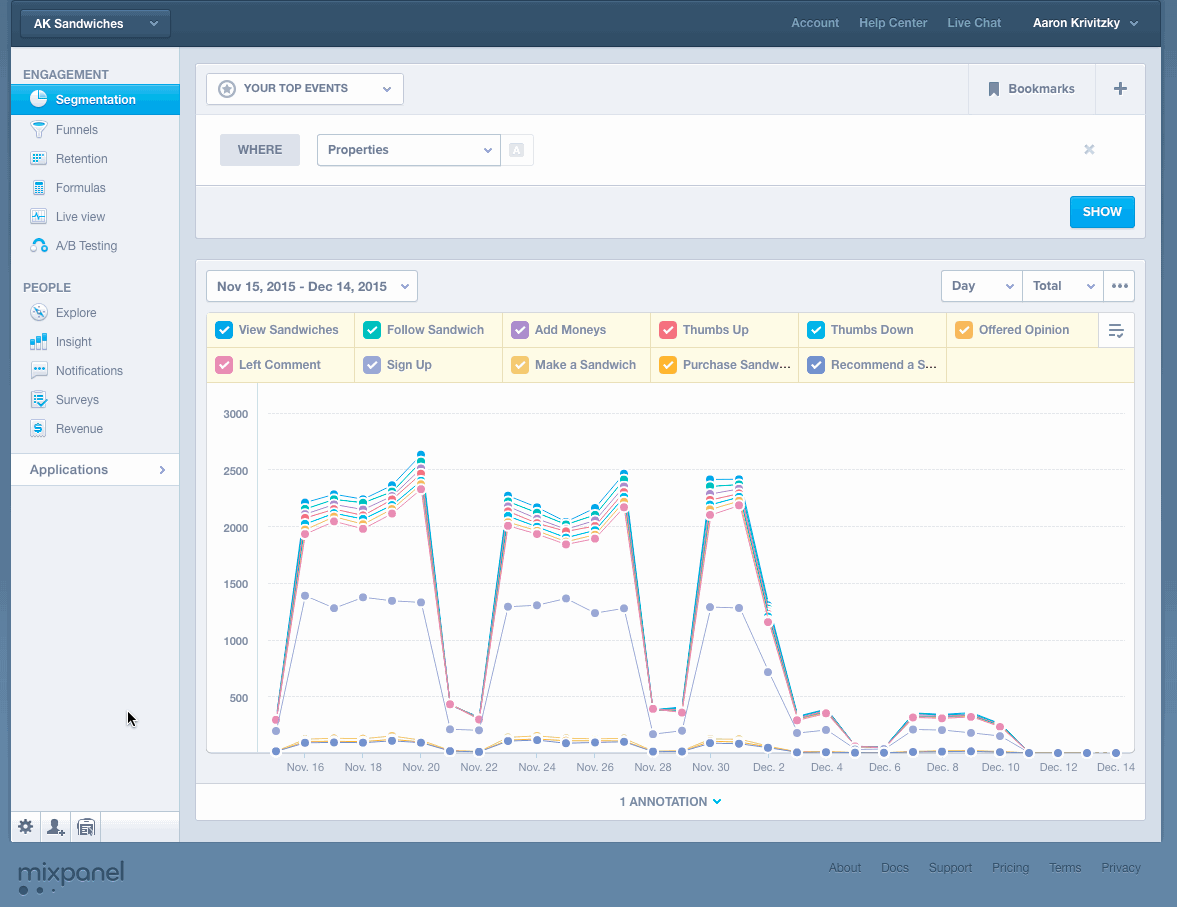 AK Sandwiches
Account Help Center Live Chat Aaron Krivitzky
ENGAGEMENT
Segmentation
Funnels
Retention
Formulas
Live view
A/B Testing
PEOPLE
Explore
Insight
Notifications
Surveys
Revenue
Applications
YOUR TOP EVENTS
Bookmarks
WHERE Properties A
SHOW
Nov 15, 2015 - Dec 14, 2015 Day Total
View Sandwiches Follow Sandwich Add Moneys Thumbs Up Thumbs Down Offered Opinion
Left Comment Sign Up Make a Sandwich Purchase Sandw... Recommend a S...
3000
2500
2000
1500
1000
500
Nov. 16 Nov. 18 Nov. 20 Nov. 22 Nov. 24 Nov. 26 Nov. 28 Nov. 30 Dec. 2 Dec. 4 Dec. 6 Dec. 8 Dec. 10 Dec. 12 Dec. 14
1 ANNOTATION
mixpanel
About Docs Support Pricing Terms Privacy